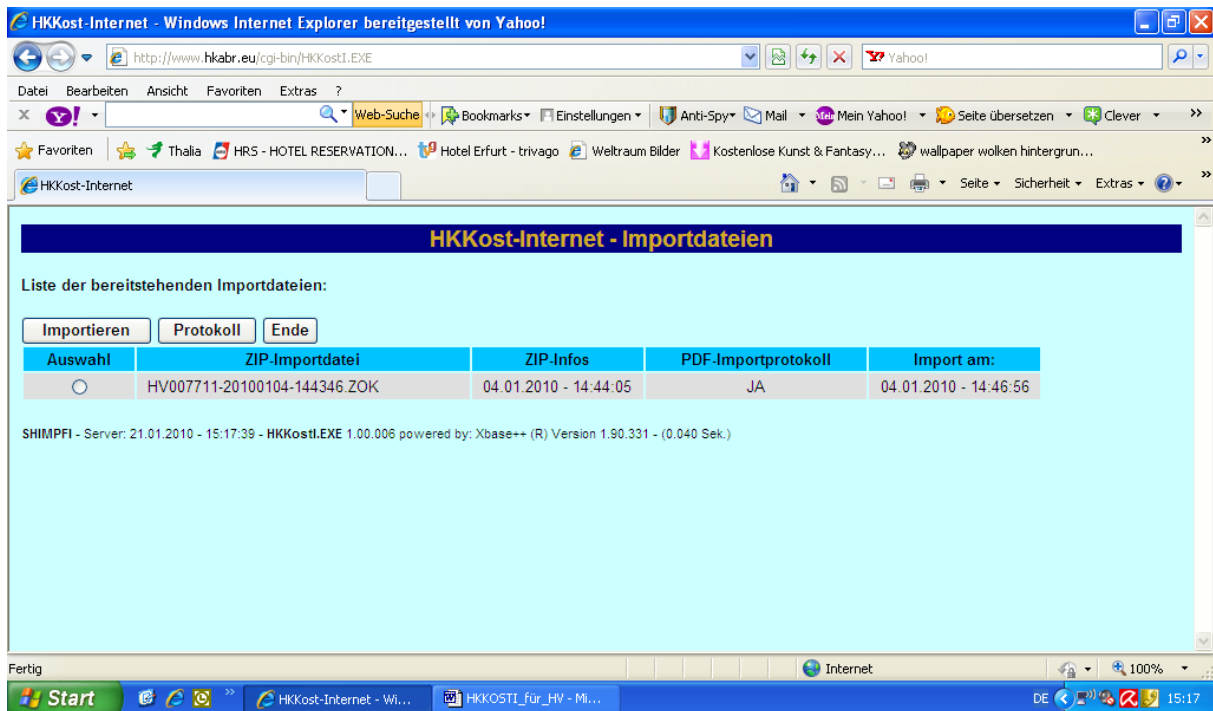 HKKost-Internet - Windows Internet Explorer bereitgestellt von Yahoo!
http://www.hkabr.eu/cgi-bin/HKKostI.EXE
Yahoo!
Datei Bearbeiten Ansicht Favoriten Extras ?
Web-Suche Bookmarks Einstellungen Anti-Spy Mail Mein Yahoo! Seite übersetzen Clever
Favoriten Thalia HRS - HOTEL RESERVATION... Hotel Erfurt - trivago Weltraum Bilder Kostenlose Kunst & Fantasy... wallpaper wolken hintergrun...
HKKost-Internet Seite Sicherheit Extras
HKKost-Internet - Importdateien
Liste der bereitstehenden Importdateien:
Importieren Protokoll Ende
Auswahl ZIP-Importdatei ZIP-Infos PDF-Importprotokoll Import am:
HV007711-20100104-144346.ZOK 04.01.2010 - 14:44:05 JA 04.01.2010 - 14:46:56
SHIMPFI - Server: 21.01.2010 - 15:17:39 - HKKostI.EXE 1.00.006 powered by: Xbase++ (R) Version 1.90.331 - (0.040 Sek.)
Fertig Internet 100%
Start HKKost-Internet - Wi... HKKOSTI_für_HV - Mi... DE 15:17